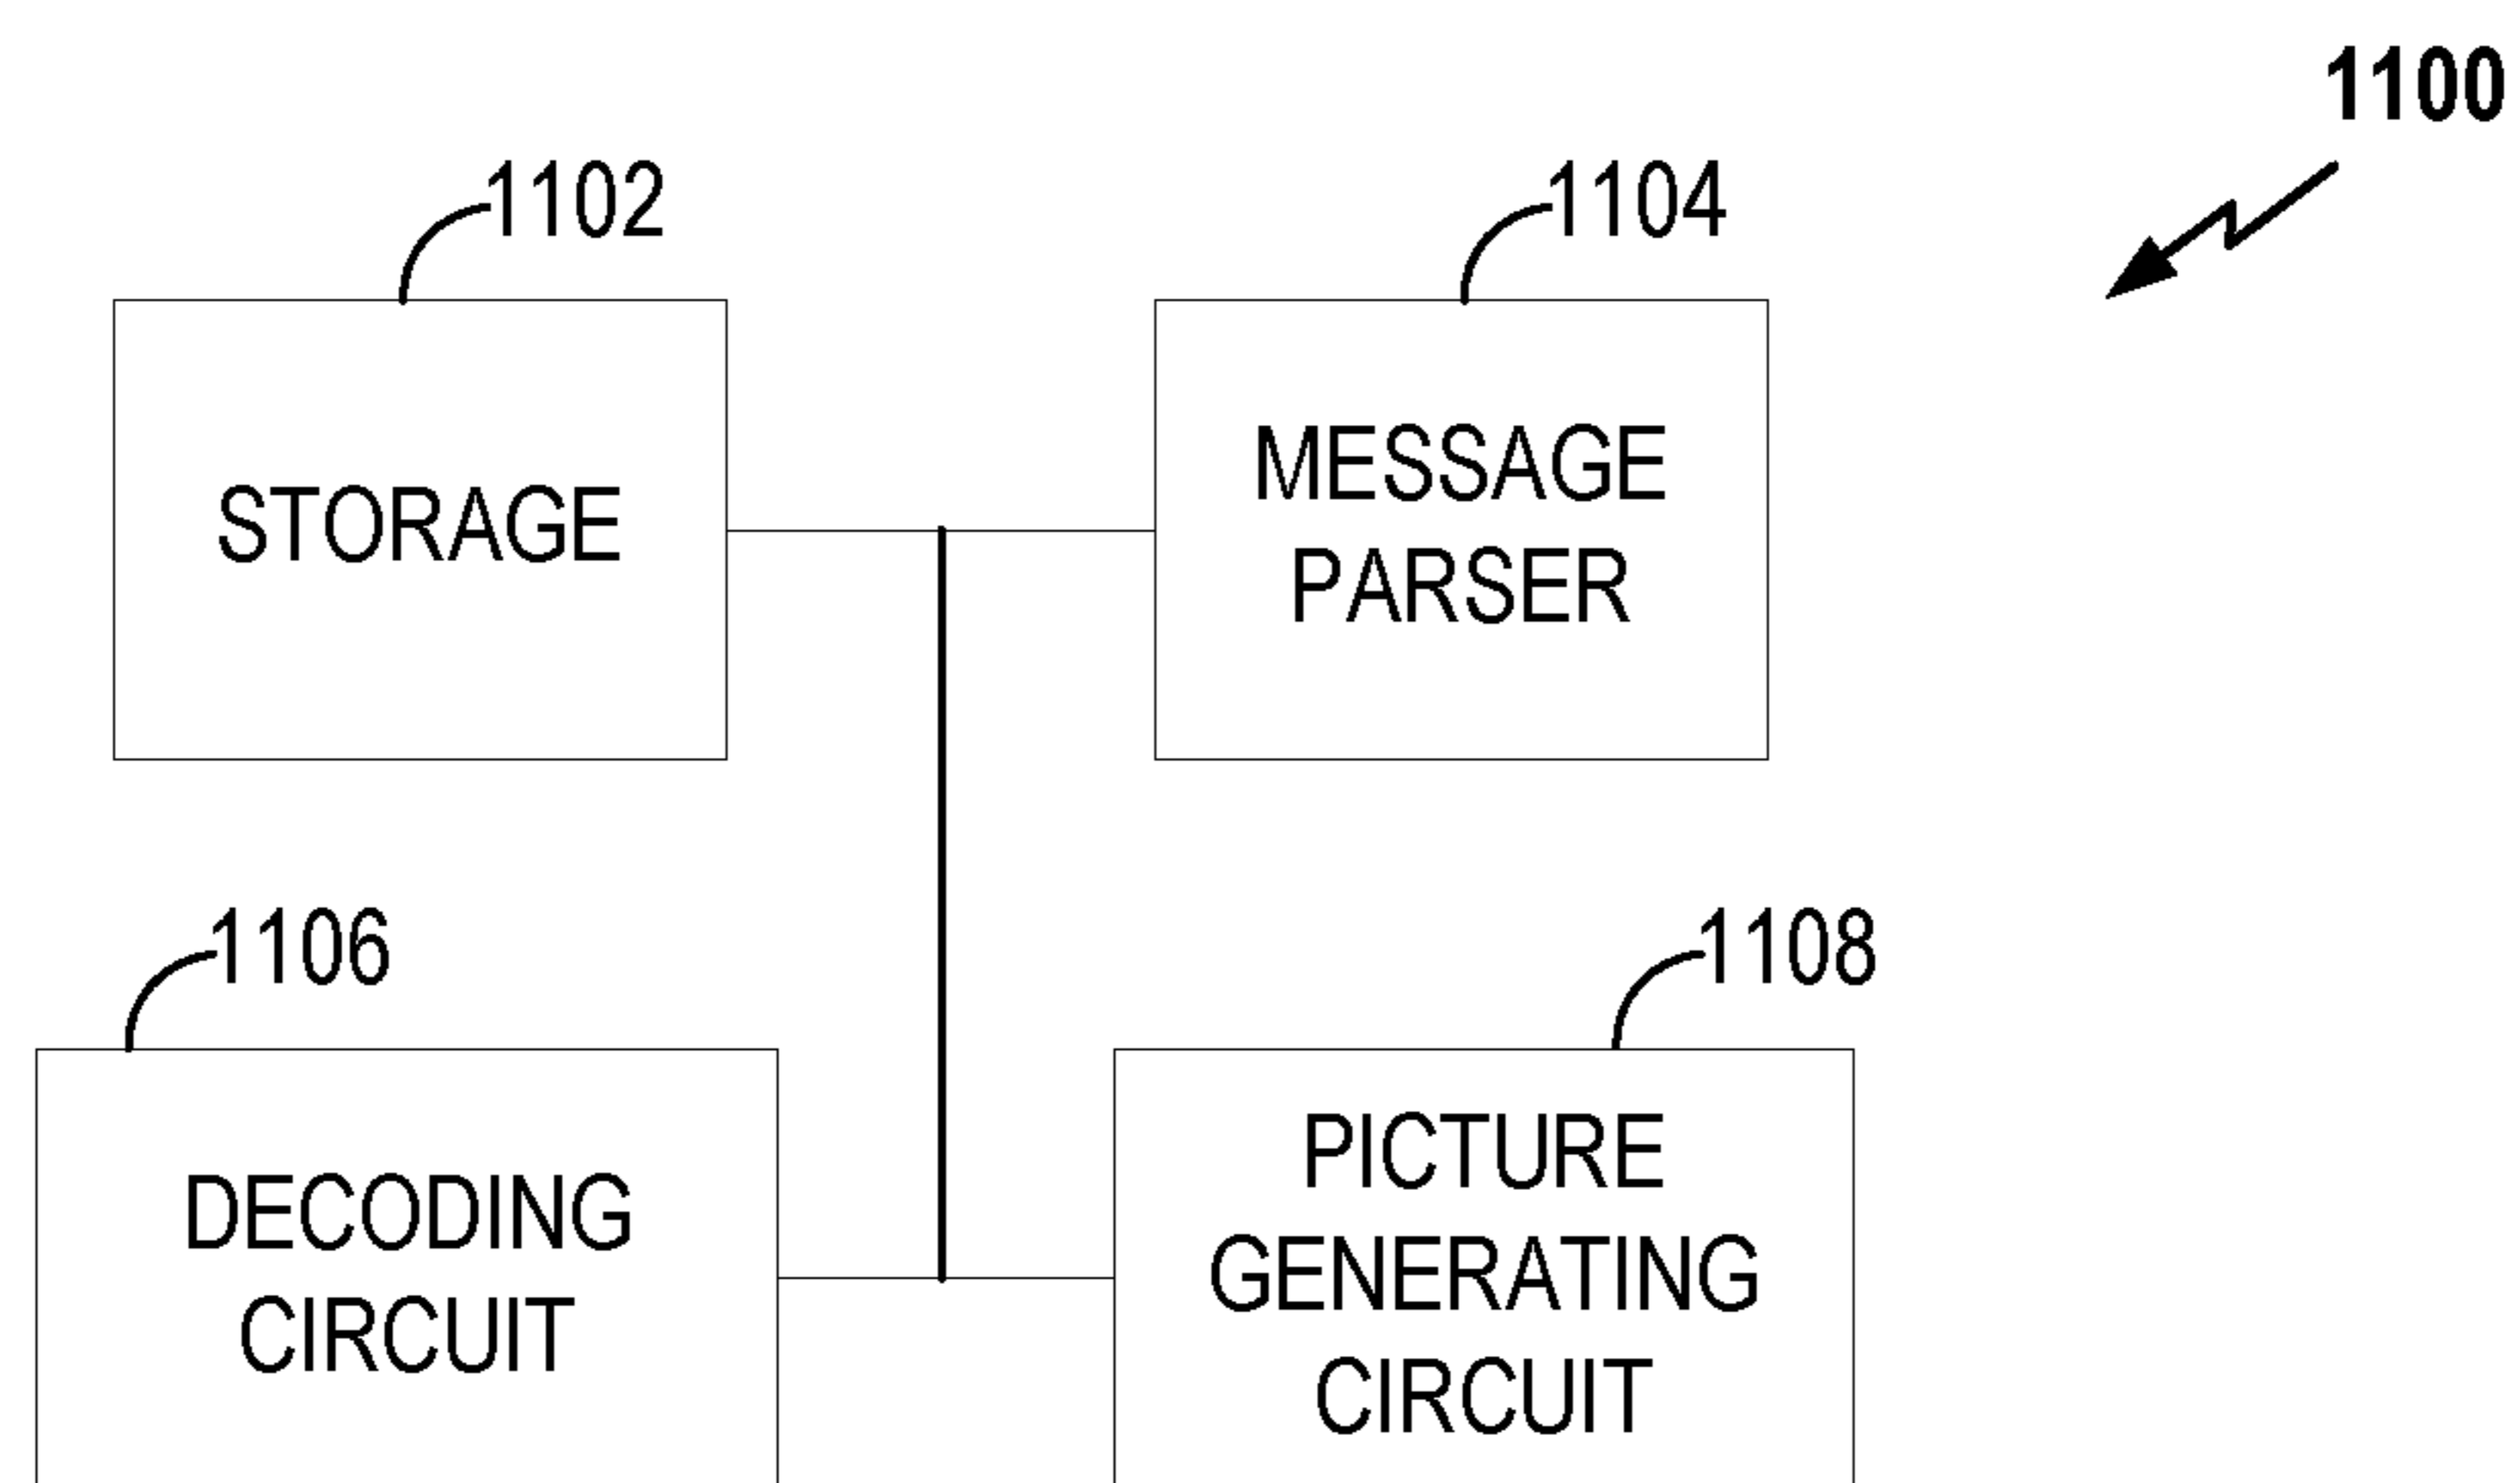 1100
1102
1104
STORAGE
MESSAGE
PARSER
1106
1108
DECODING
CIRCUIT
PICTURE
GENERATING
CIRCUIT